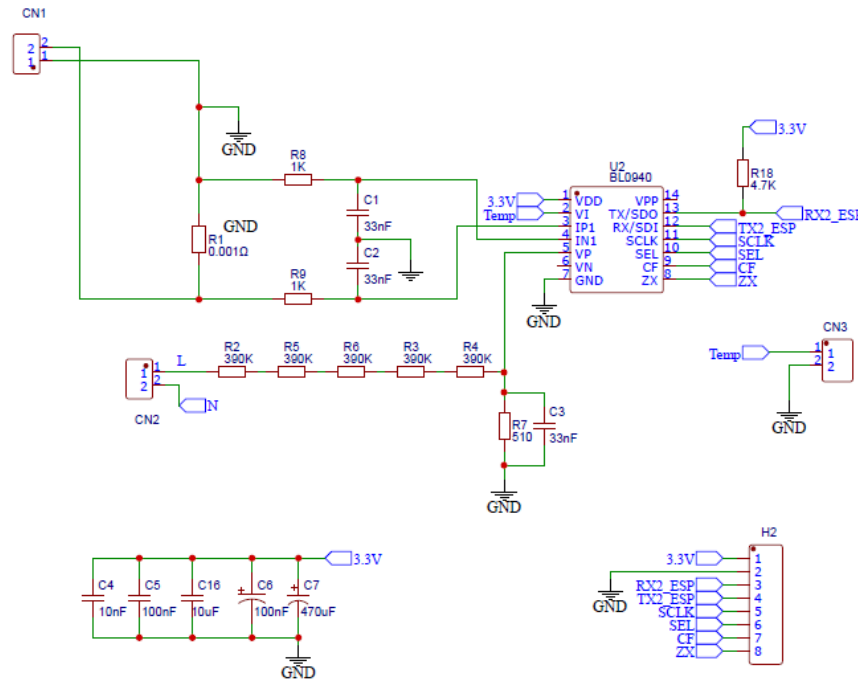 CN1
2 2
1 1
GND
R8
1K
C1
33nF
GND
R1
0.001Ω
C2
33nF
R9
1K
U2
BL0940
3.3V 1 VDD VPP 14
Temp 2 VI TX/SDO 13 RX2_ESP
3 IP1 RX/SDI 12 TX2_ESP
4 IN1 SCLK 11 SCLK
5 VP SEL 10 SEL
6 VN CF 9 CF
7 GND ZX 8 ZX
GND
3.3V
R18
4.7K
L
R2 R5 R6 R3 R4
390K 390K 390K 390K 390K
1 1
2 2
N
CN2
R7
510
C3
33nF
GND
CN3
Temp 1 1
2 2
GND
3.3V
C4 C5 C16 C6 C7
10nF 100nF 10uF 100nF 470uF
+ +
GND
H2
3.3V 1
2
GND
RX2_ESP 3
TX2_ESP 4
SCLK 5
SEL 6
CF 7
ZX 8